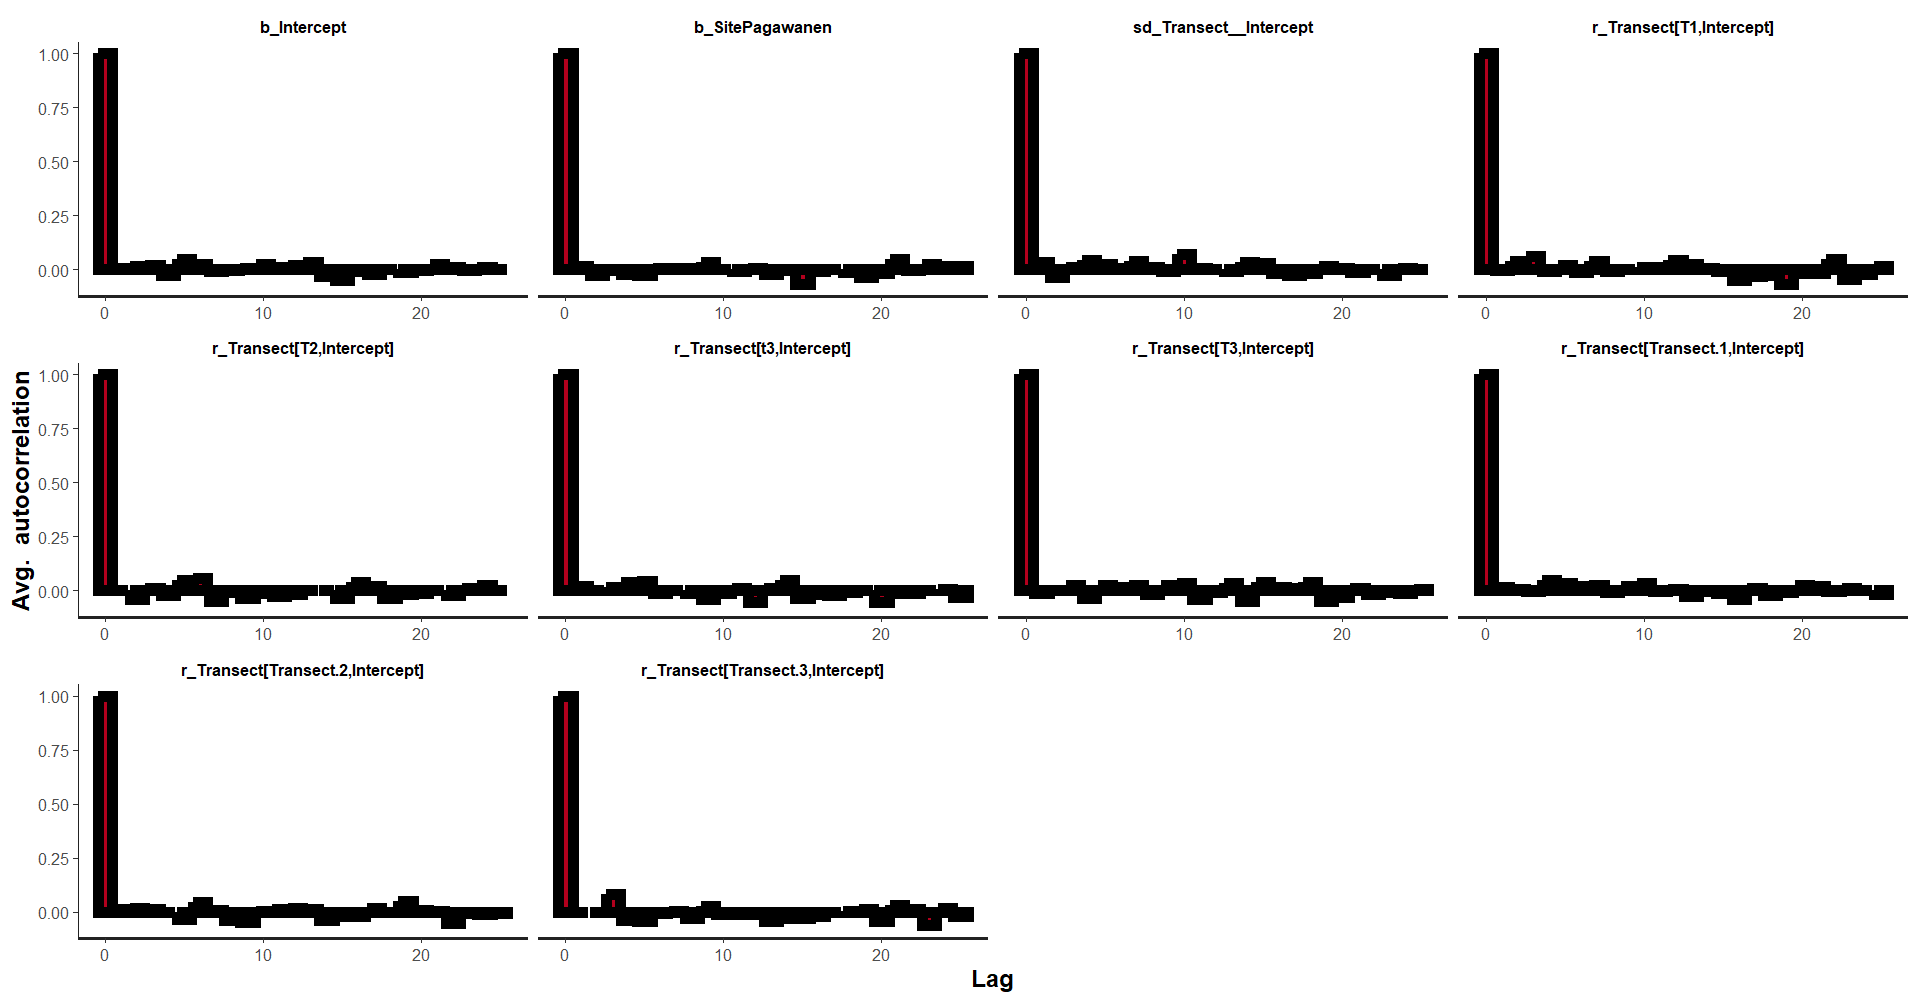 b_Intercept b_SitePagawanen sd_Transect__Intercept r_Transect[T1,Intercept]
1.00
0.75
0.50
0.25
0.00
0 10 20 0 10 20 0 10 20 0 10 20
r_Transect[T2,Intercept] r_Transect[t3,Intercept] r_Transect[T3,Intercept] r_Transect[Transect.1,Intercept]
1.00
0.75
0.50
0.25
0.00
Avg. autocorrelation
0 10 20 0 10 20 0 10 20 0 10 20
r_Transect[Transect.2,Intercept] r_Transect[Transect.3,Intercept]
1.00
0.75
0.50
0.25
0.00
0 10 20 0 10 20
Lag